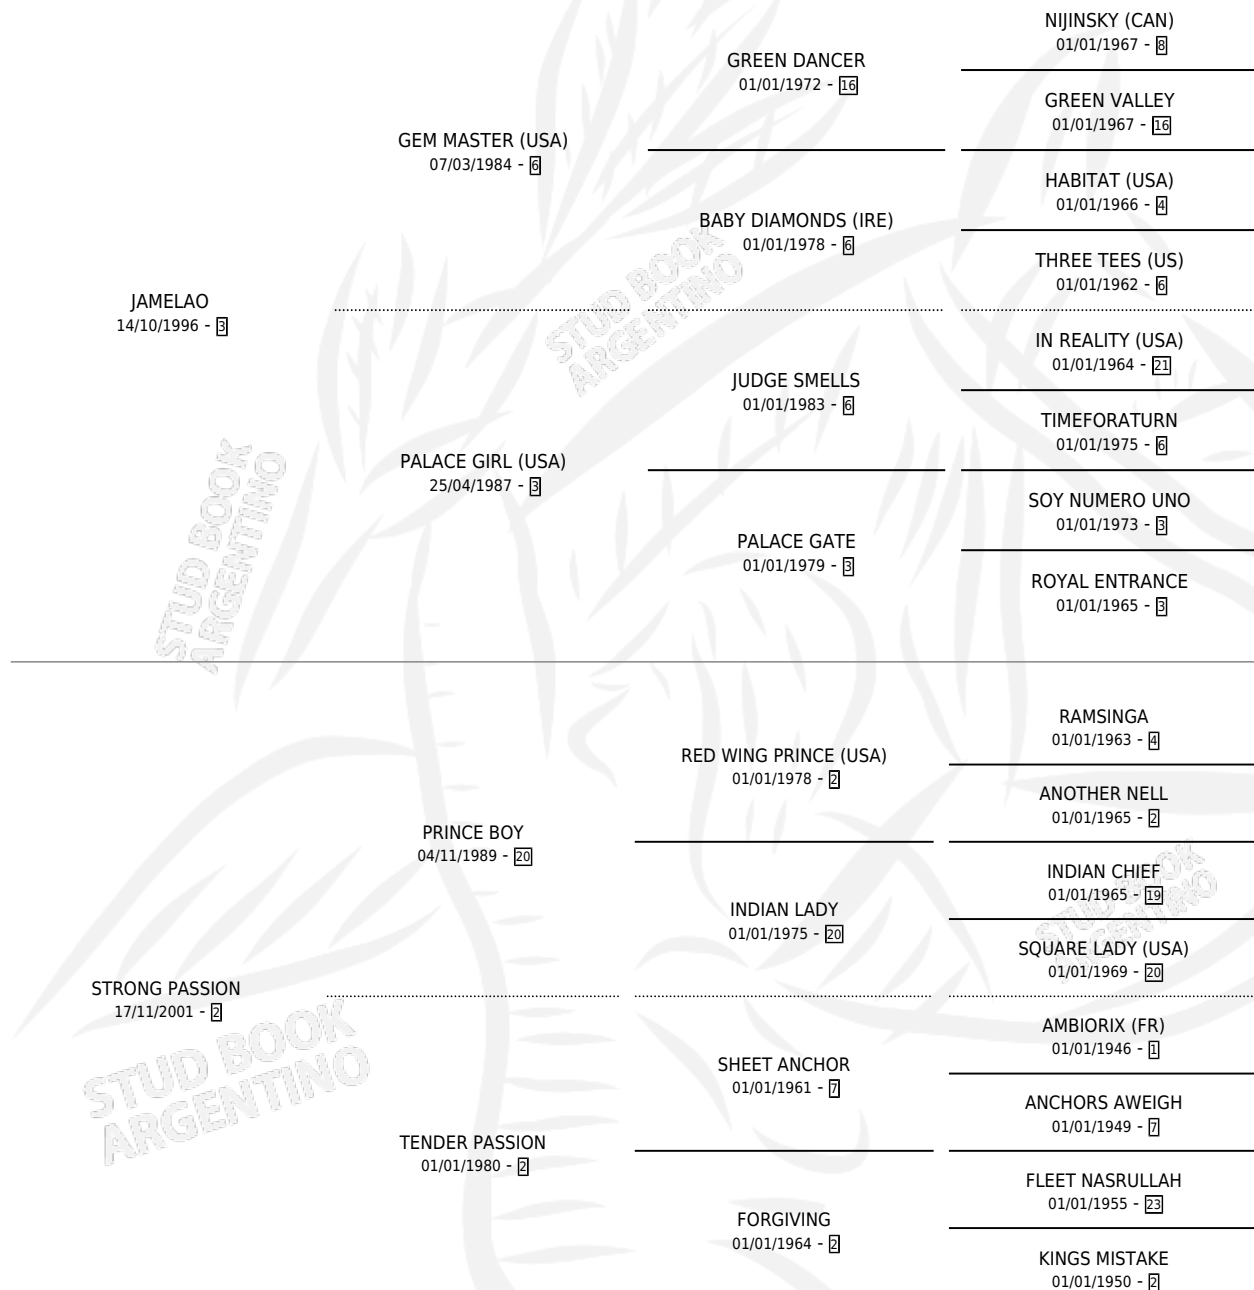 NIJINSKY (CAN)
01/01/1967 - 8
GREEN DANCER
01/01/1972 - 16
GREEN VALLEY
01/01/1967 - 16
GEM MASTER (USA)
07/03/1984 - 6
HABITAT (USA)
01/01/1966 - 4
BABY DIAMONDS (IRE)
01/01/1978 - 6
THREE TEES (US)
01/01/1962 - 6
JAMELAO
14/10/1996 - 3
IN REALITY (USA)
01/01/1964 - 21
JUDGE SMELLS
01/01/1983 - 6
TIMEFORATURN
01/01/1975 - 6
PALACE GIRL (USA)
25/04/1987 - 3
SOY NUMERO UNO
01/01/1973 - 3
PALACE GATE
01/01/1979 - 3
ROYAL ENTRANCE
01/01/1965 - 3
RAMSINGA
01/01/1963 - 4
RED WING PRINCE (USA)
01/01/1978 - 2
ANOTHER NELL
01/01/1965 - 2
PRINCE BOY
04/11/1989 - 20
INDIAN CHIEF
01/01/1965 - 19
INDIAN LADY
01/01/1975 - 20
SQUARE LADY (USA)
01/01/1969 - 20
STRONG PASSION
17/11/2001 - 2
AMBIORIX (FR)
01/01/1946 - 1
SHEET ANCHOR
01/01/1961 - 7
ANCHORS AWEIGH
01/01/1949 - 7
TENDER PASSION
01/01/1980 - 2
FLEET NASRULLAH
01/01/1955 - 23
FORGIVING
01/01/1964 - 2
KINGS MISTAKE
01/01/1950 - 2
STUD BOOK
ARGENTINO
STUD BOOK
ARGENTINO
STUD BOOK
ARGENTINO
STUD BOOK
ARGENTINO